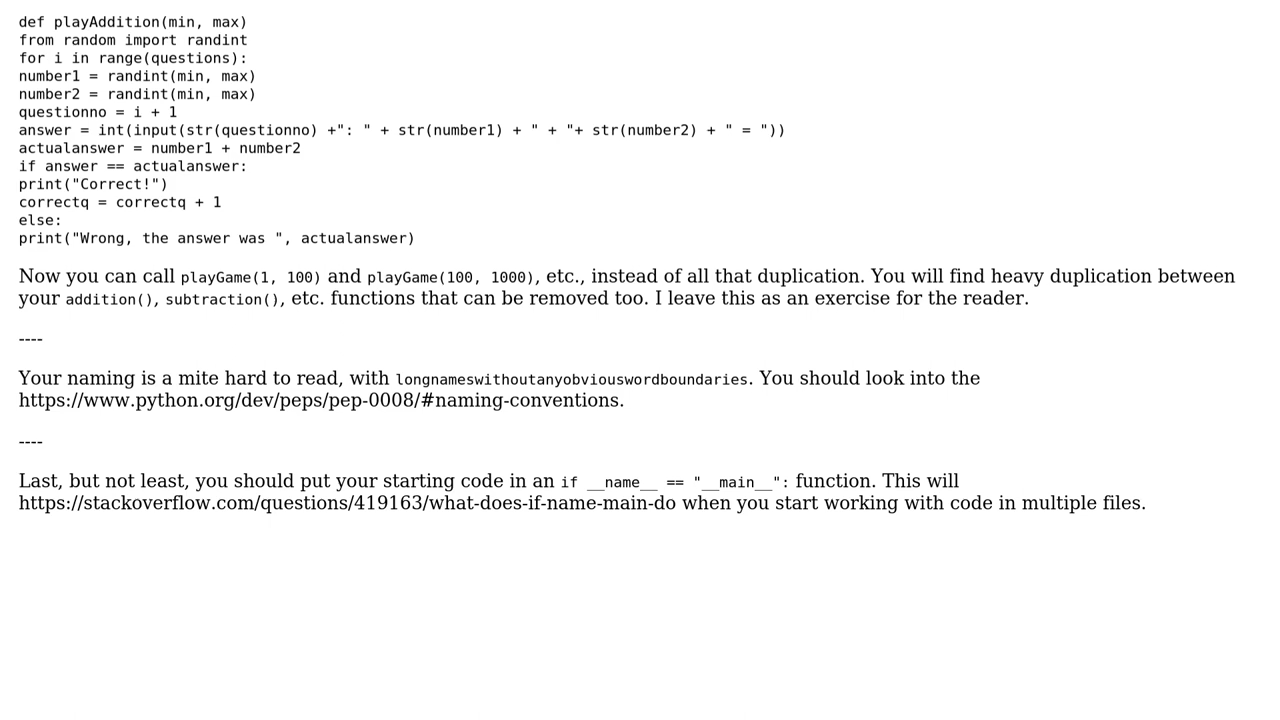 def playAddition(min, max)
from random import randint
for i in range(questions):
number1 = randint(min, max)
number2 = randint(min, max)
questionno = i + 1
answer = int(input(str(questionno) +": " + str(number1) + " + "+ str(number2) + " = "))
actualanswer = number1 + number2
if answer == actualanswer:
print("Correct!")
correctq = correctq + 1
else:
print("Wrong, the answer was ", actualanswer)
Now you can call playGame(1, 100) and playGame(100, 1000), etc., instead of all that duplication. You will find heavy duplication between
your addition(), subtraction(), etc. functions that can be removed too. I leave this as an exercise for the reader.
----
Your naming is a mite hard to read, with longnameswithoutanyobviouswordboundaries. You should look into the
https://www.python.org/dev/peps/pep-0008/#naming-conventions.
----
Last, but not least, you should put your starting code in an if __name__ == "__main__": function. This will
https://stackoverflow.com/questions/419163/what-does-if-name-main-do when you start working with code in multiple files.